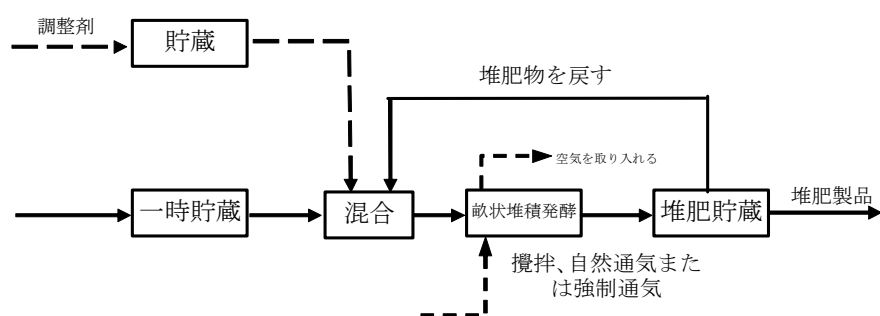 調整剤
貯蔵
堆肥物を戻す
空気を取り入れる
一時貯蔵
混合
畝状堆積発酵
堆肥貯蔵
堆肥製品
攪拌、自然通気また
は強制通気